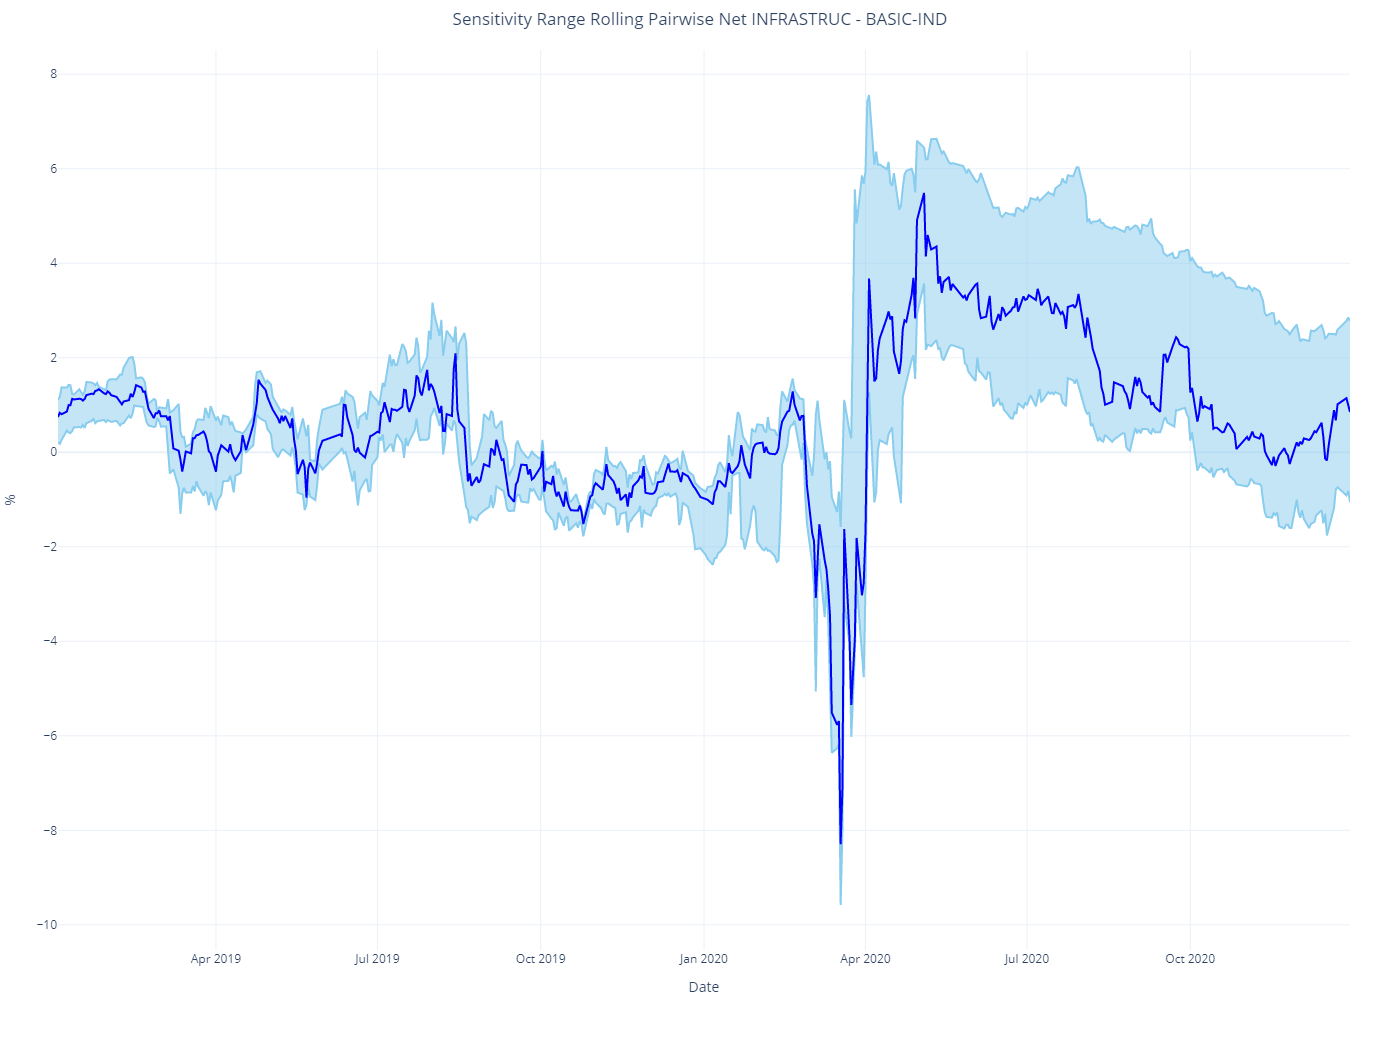 Sensitivity Range Rolling Pairwise Net INFRASTRUC - BASIC-IND
8
6
4
2
0
−2
−4
−6
−8
−10
%
Apr 2019
Jul 2019
Oct 2019
Jan 2020
Apr 2020
Jul 2020
Oct 2020
Date